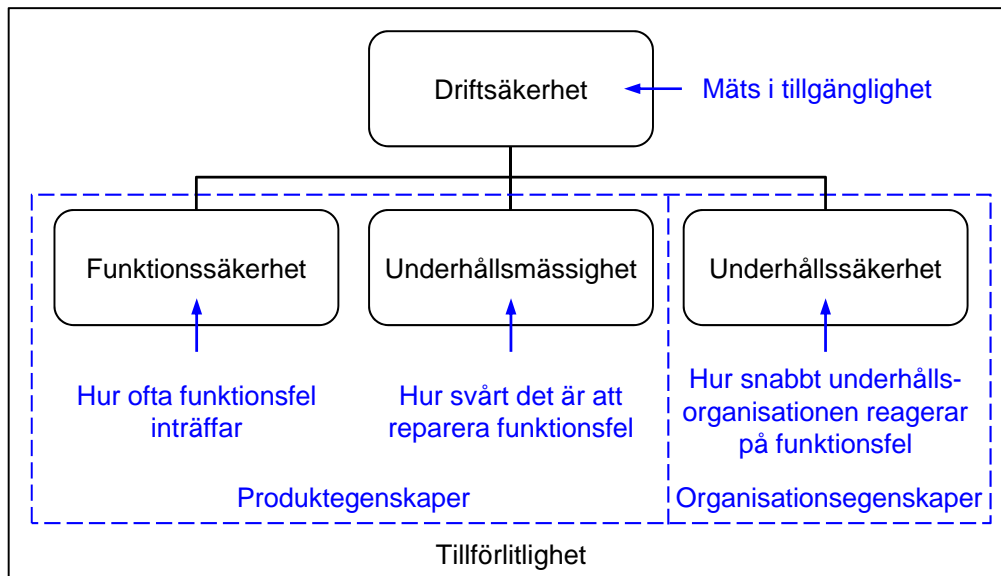 Driftsäkerhet
Mäts i tillgänglighet
Funktionssäkerhet
Underhållsmässighet
Underhållssäkerhet
Hur ofta funktionsfel
inträffar
Hur svårt det är att
reparera funktionsfel
Hur snabbt underhålls-
organisationen reagerar
på funktionsfel
Produktegenskaper
Organisationsegenskaper
Tillförlitlighet